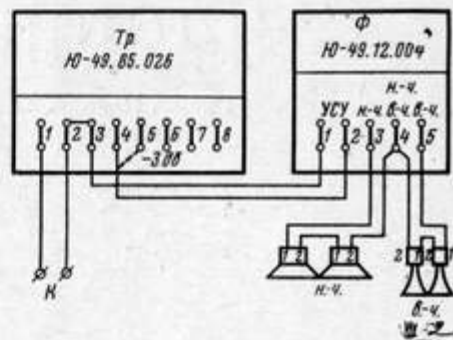 Тр
Ю-49.85.026
1 2 3 4 5 6 7 8
-3дб
К
Ф
Ю-49.12.004
н.-ч.
УСУ н.-ч. в.-ч. в.-ч.
1 2 3 4 5
1 2 1 2
н.-ч.
2 1 2 1
в.-ч.